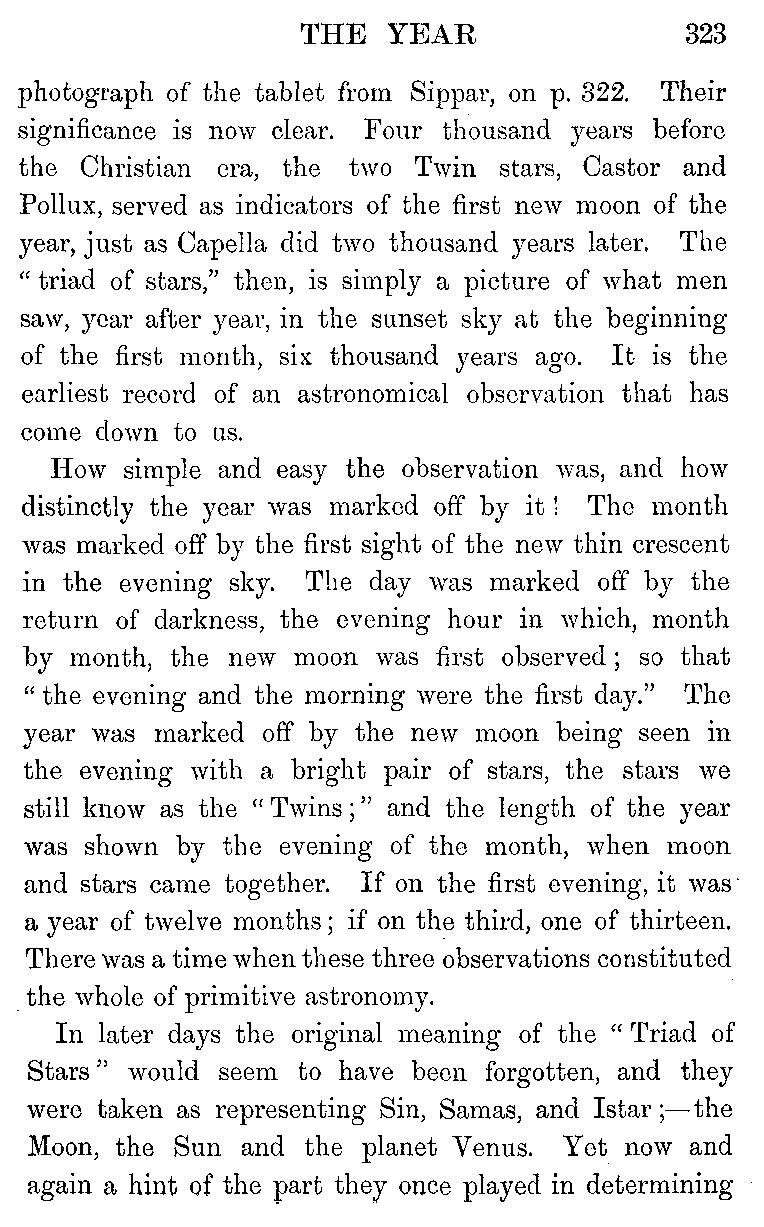 THE YEAR 323
photograph of the tablet from Sippar, on p. 322. Their
significance is now clear. Four thousand years before
the Christian era, the two Twin stars, Castor and
Pollux, served as indicators of the first new moon of the
year, just as Capella did two thousand years later. The
“triad of stars,” then, is simply a picture of what men
saw, year after year, in the sunset sky at the beginning
of the first month, six thousand years ago. It is the
earliest record of an astronomical observation that has
come down to us.
How simple and easy the observation was, and how
distinctly the year was marked off by it! The month
was marked off by the first sight of the new thin crescent
in the evening sky. The day was marked off by the
return of darkness, the evening hour in which, month
by month, the new moon was first observed; so that
“the evening and the morning were the first day.” The
year was marked off by the new moon being seen in
the evening with a bright pair of stars, the stars we
still know as the “Twins;” and the length of the year
was shown by the evening of the month, when moon
and stars came together. If on the first evening, it was
a year of twelve months; if on the third, one of thirteen.
There was a time when these three observations constituted
the whole of primitive astronomy.
In later days the original meaning of the “Triad of
Stars” would seem to have been forgotten, and they
were taken as representing Sin, Samas, and Istar;—the
Moon, the Sun and the planet Venus. Yet now and
again a hint of the part they once played in determining